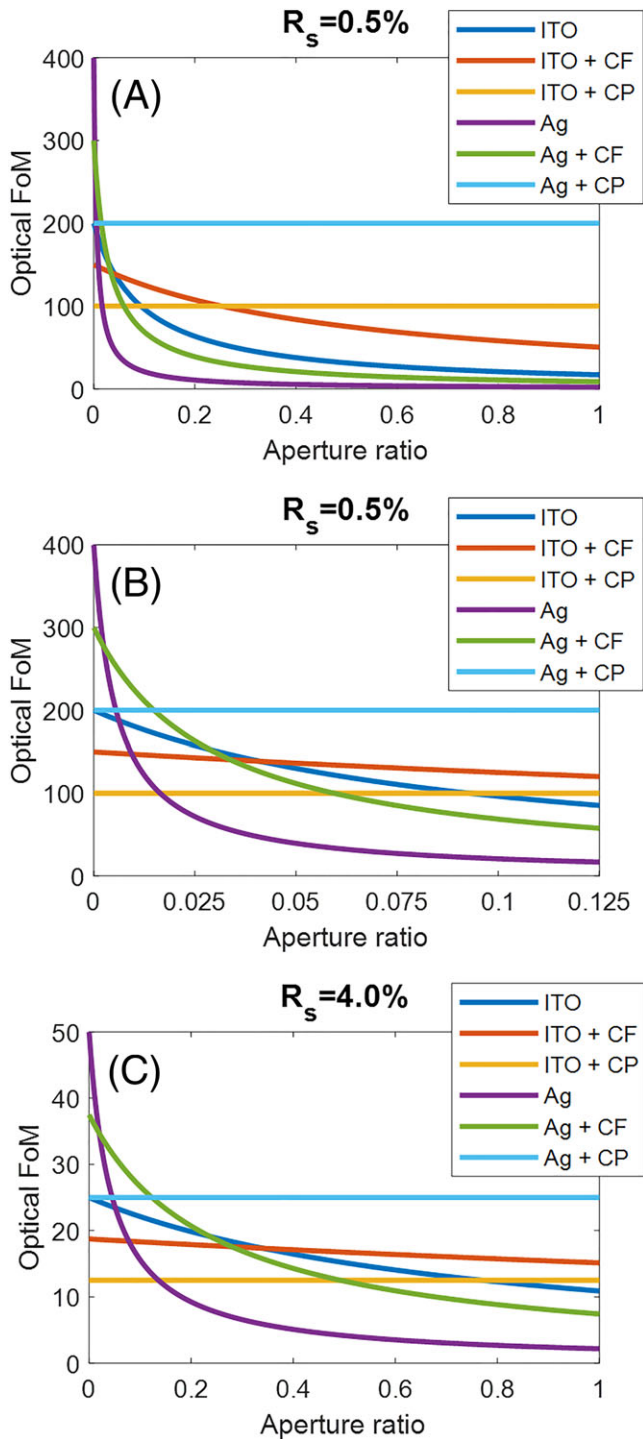 R_s=0.5%
ITO
ITO + CF
ITO + CP
Ag
Ag + CF
Ag + CP
(A)
400
300
200
100
0
Optical FoM
0 0.2 0.4 0.6 0.8 1
Aperture ratio
R_s=0.5%
ITO
ITO + CF
ITO + CP
Ag
Ag + CF
Ag + CP
(B)
400
300
200
100
0
Optical FoM
0 0.025 0.05 0.075 0.1 0.125
Aperture ratio
R_s=4.0%
ITO
ITO + CF
ITO + CP
Ag
Ag + CF
Ag + CP
(C)
50
40
30
20
10
0
Optical FoM
0 0.2 0.4 0.6 0.8 1
Aperture ratio